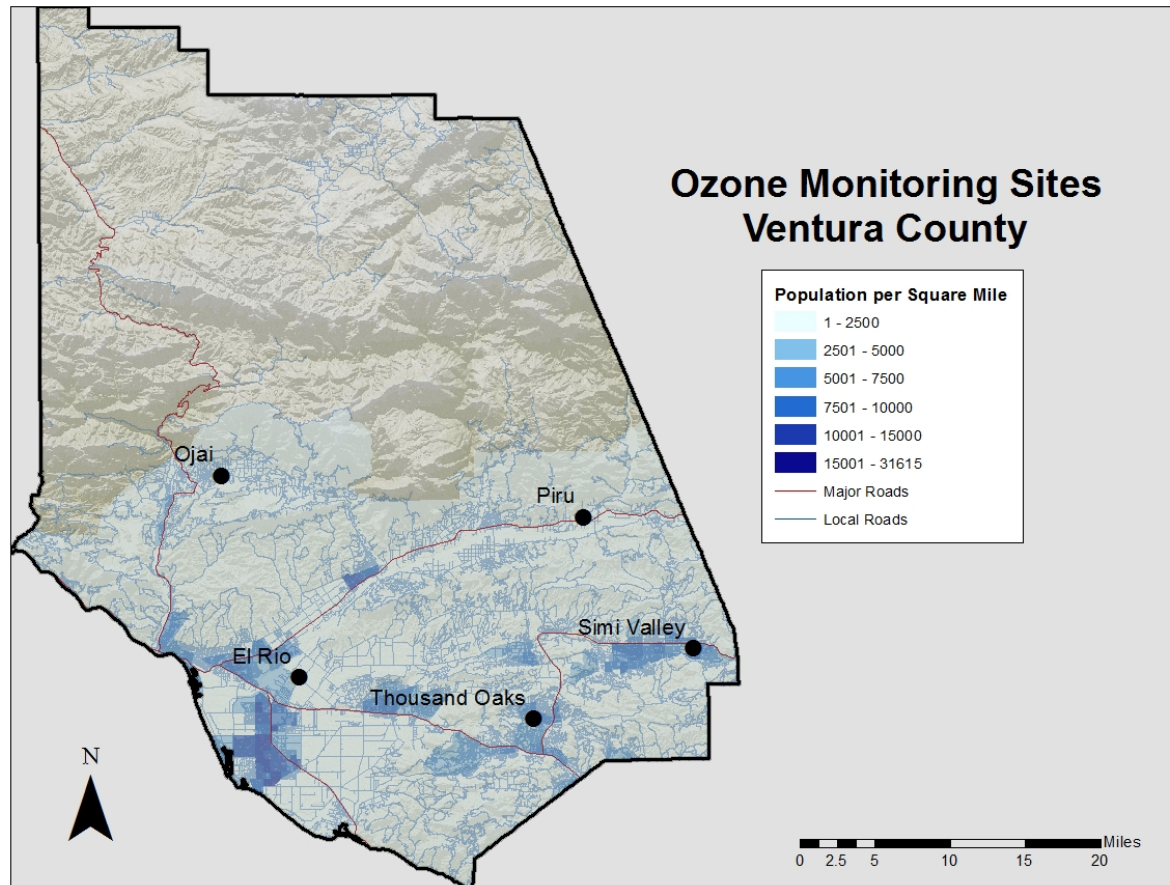 Ozone Monitoring Sites
Ventura County
Population per Square Mile
1 - 2500
2501 - 5000
5001 - 7500
7501 - 10000
10001 - 15000
15001 - 31615
Major Roads
Local Roads
Ojai
Piru
Simi Valley
El Rio
Thousand Oaks
N
Miles
0 2.5 5 10 15 20